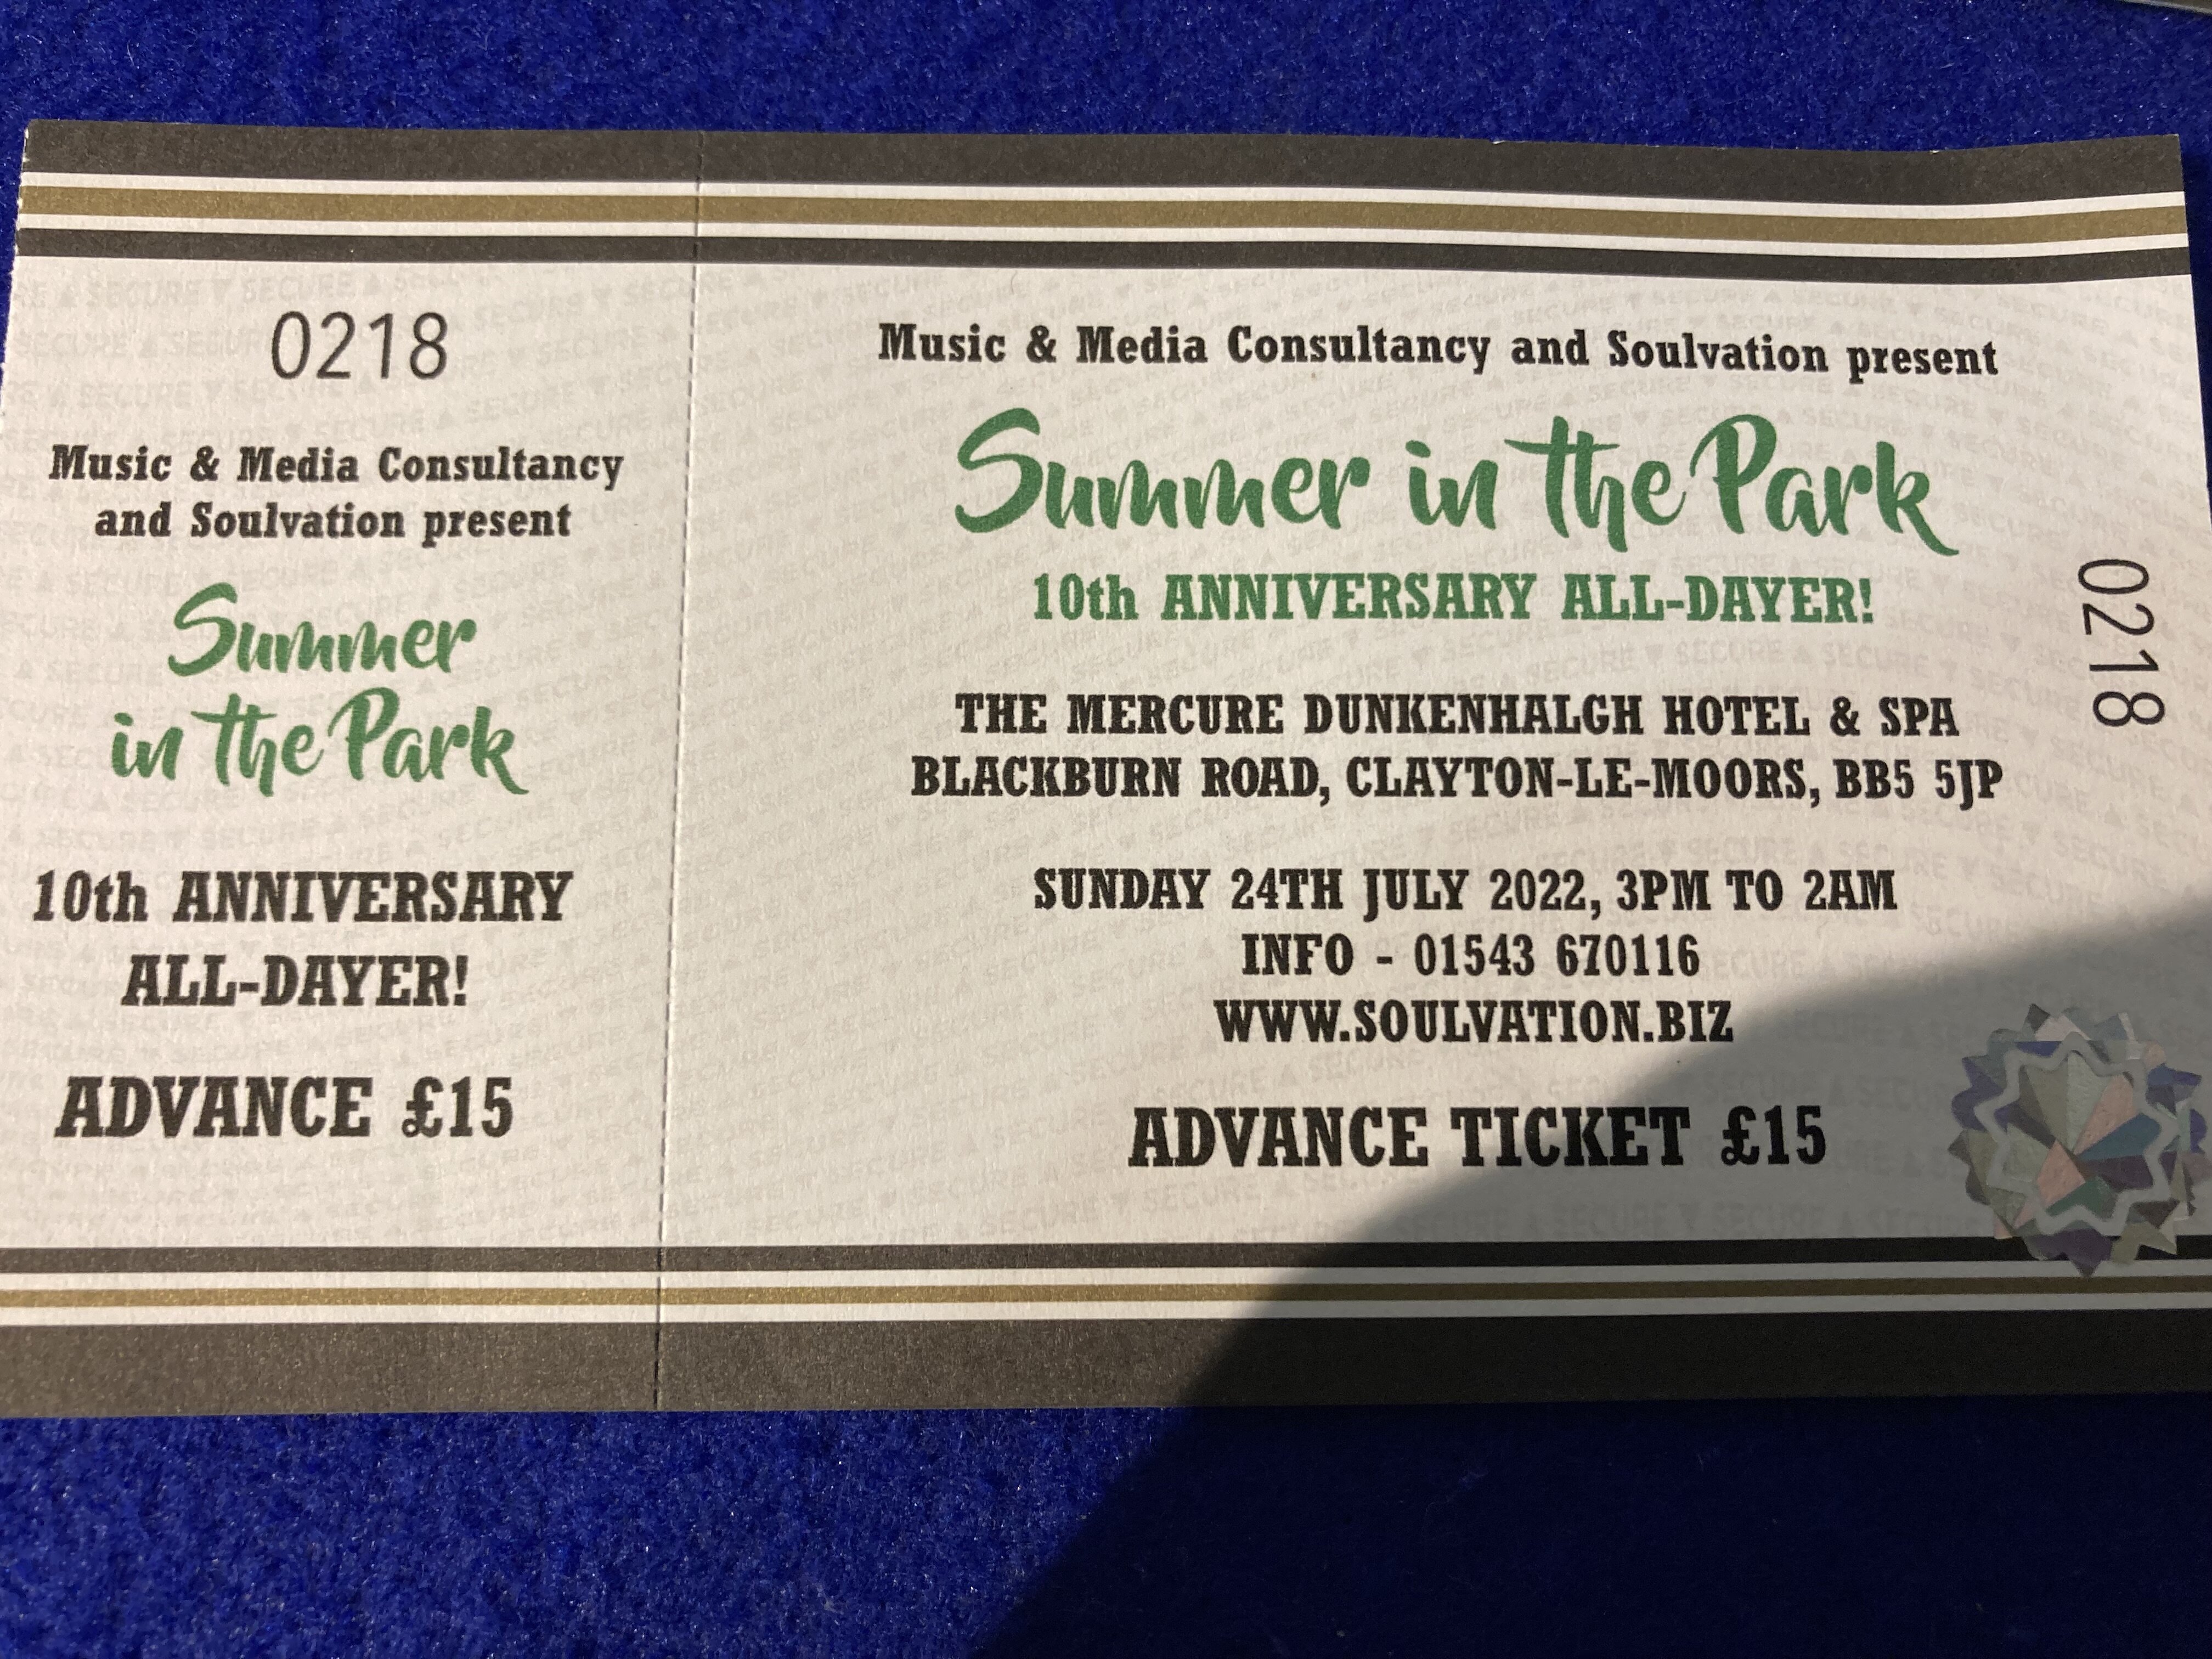 0218
Music & Media Consultancy
and Soulvation present
Summer
in the Park
10th ANNIVERSARY
ALL-DAYER!
ADVANCE £15
Music & Media Consultancy and Soulvation present
Summer in the Park
10th ANNIVERSARY ALL-DAYER!
THE MERCURE DUNKENHALGH HOTEL & SPA
BLACKBURN ROAD, CLAYTON-LE-MOORS, BB5 5JP
SUNDAY 24TH JULY 2022, 3PM TO 2AM
INFO - 01543 670116
WWW.SOULVATION.BIZ
ADVANCE TICKET £15
0218